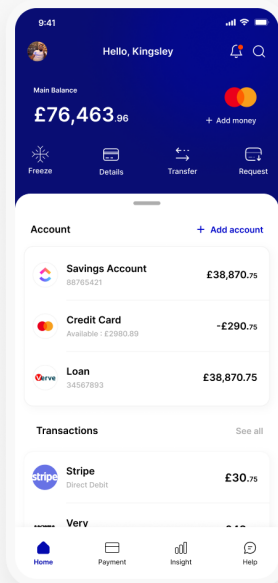 9:41
Hello, Kingsley
Main Balance
£76,463.96
+ Add money
Freeze
Details
Transfer
Request
Account
+ Add account
Savings Account
88765421
£38,870.75
Credit Card
Available : £2980.89
-£290.75
Verve
Loan
34567893
£38,870.75
Transactions
See all
stripe
Stripe
Direct Debit
£30.75
Very
Home
Payment
Insight
Help